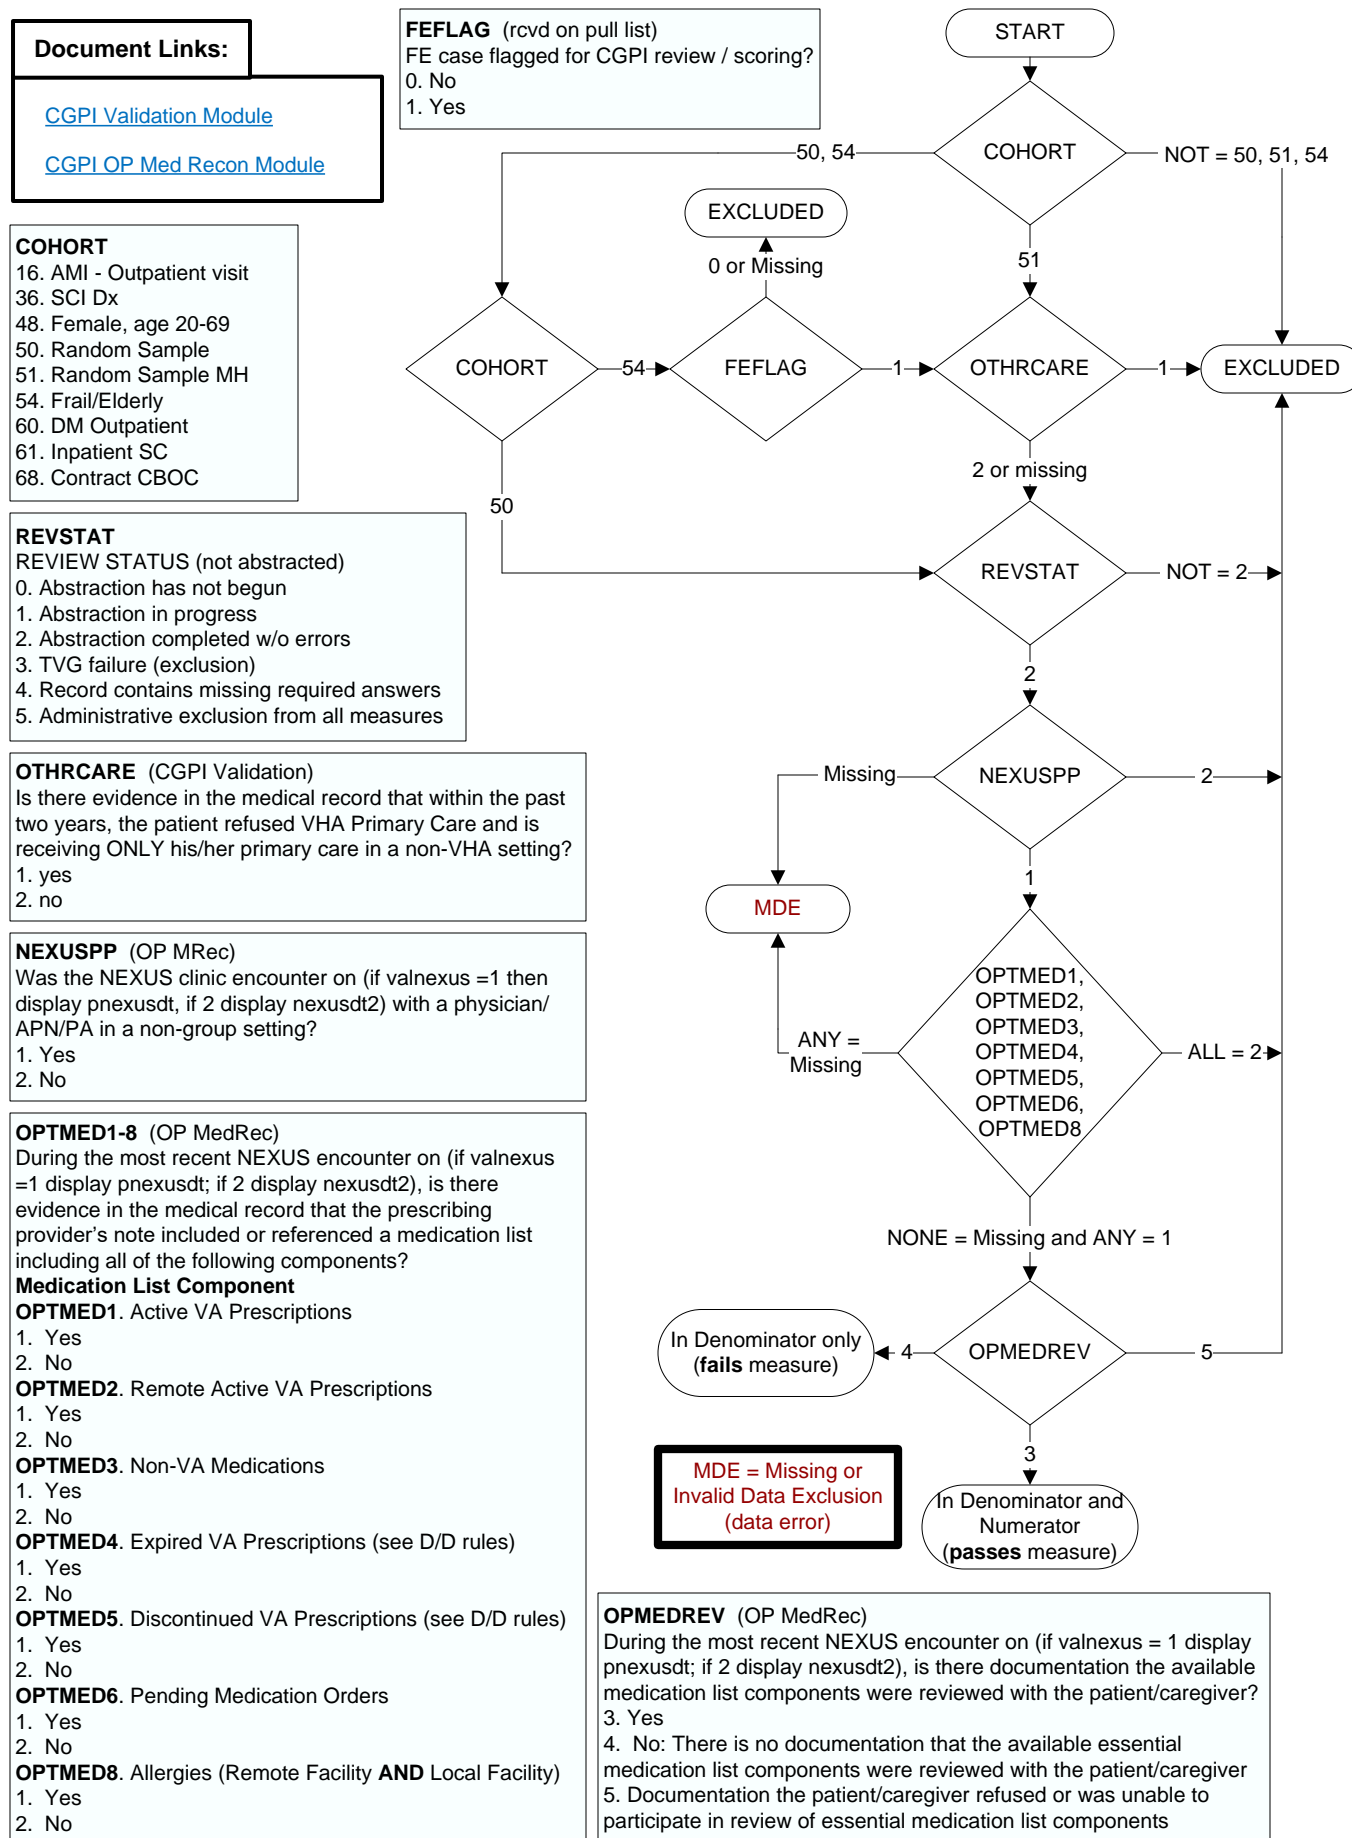 Document Links:
CGPI Validation Module
CGPI OP Med Recon Module
FEFLAG  (rcvd on pull list)
FE case flagged for CGPI review / scoring?
0. No
1. Yes
START
COHORT
50, 54
NOT = 50, 51, 54
51
EXCLUDED
0 or Missing
COHORT
54
FEFLAG
1
OTHRCARE
1
EXCLUDED
2 or missing
50
REVSTAT
NOT = 2
2
NEXUSPP
Missing
2
1
MDE
OPTMED1,
OPTMED2,
OPTMED3,
OPTMED4,
OPTMED5,
OPTMED6,
OPTMED8
ANY =
Missing
ALL = 2
NONE = Missing and ANY = 1
OPMEDREV
4
5
In Denominator only
(fails measure)
3
In Denominator and
Numerator
(passes measure)
MDE = Missing or
Invalid Data Exclusion
(data error)
COHORT
16. AMI - Outpatient visit
36. SCI Dx
48. Female, age 20-69
50. Random Sample
51. Random Sample MH
54. Frail/Elderly
60. DM Outpatient
61. Inpatient SC
68. Contract CBOC
REVSTAT
REVIEW STATUS (not abstracted)
0. Abstraction has not begun
1. Abstraction in progress
2. Abstraction completed w/o errors
3. TVG failure (exclusion)
4. Record contains missing required answers
5. Administrative exclusion from all measures
OTHRCARE  (CGPI Validation)
Is there evidence in the medical record that within the past
two years, the patient refused VHA Primary Care and is
receiving ONLY his/her primary care in a non-VHA setting?
1. yes
2. no
NEXUSPP  (OP MRec)
Was the NEXUS clinic encounter on (if valnexus =1 then
display pnexusdt, if 2 display nexusdt2) with a physician/
APN/PA in a non-group setting?
1. Yes
2. No
OPTMED1-8  (OP MedRec)
During the most recent NEXUS encounter on (if valnexus
=1 display pnexusdt; if 2 display nexusdt2), is there
evidence in the medical record that the prescribing
provider's note included or referenced a medication list
including all of the following components?
Medication List Component
OPTMED1. Active VA Prescriptions
1.  Yes
2.  No
OPTMED2. Remote Active VA Prescriptions
1.  Yes
2.  No
OPTMED3. Non-VA Medications
1.  Yes
2.  No
OPTMED4. Expired VA Prescriptions (see D/D rules)
1.  Yes
2.  No
OPTMED5. Discontinued VA Prescriptions (see D/D rules)
1.  Yes
2.  No
OPTMED6. Pending Medication Orders
1.  Yes
2.  No
OPTMED8. Allergies (Remote Facility AND Local Facility)
1.  Yes
2.  No
OPMEDREV  (OP MedRec)
During the most recent NEXUS encounter on (if valnexus = 1 display
pnexusdt; if 2 display nexusdt2), is there documentation the available
medication list components were reviewed with the patient/caregiver?
3. Yes
4.  No: There is no documentation that the available essential
medication list components were reviewed with the patient/caregiver
5. Documentation the patient/caregiver refused or was unable to
participate in review of essential medication list components